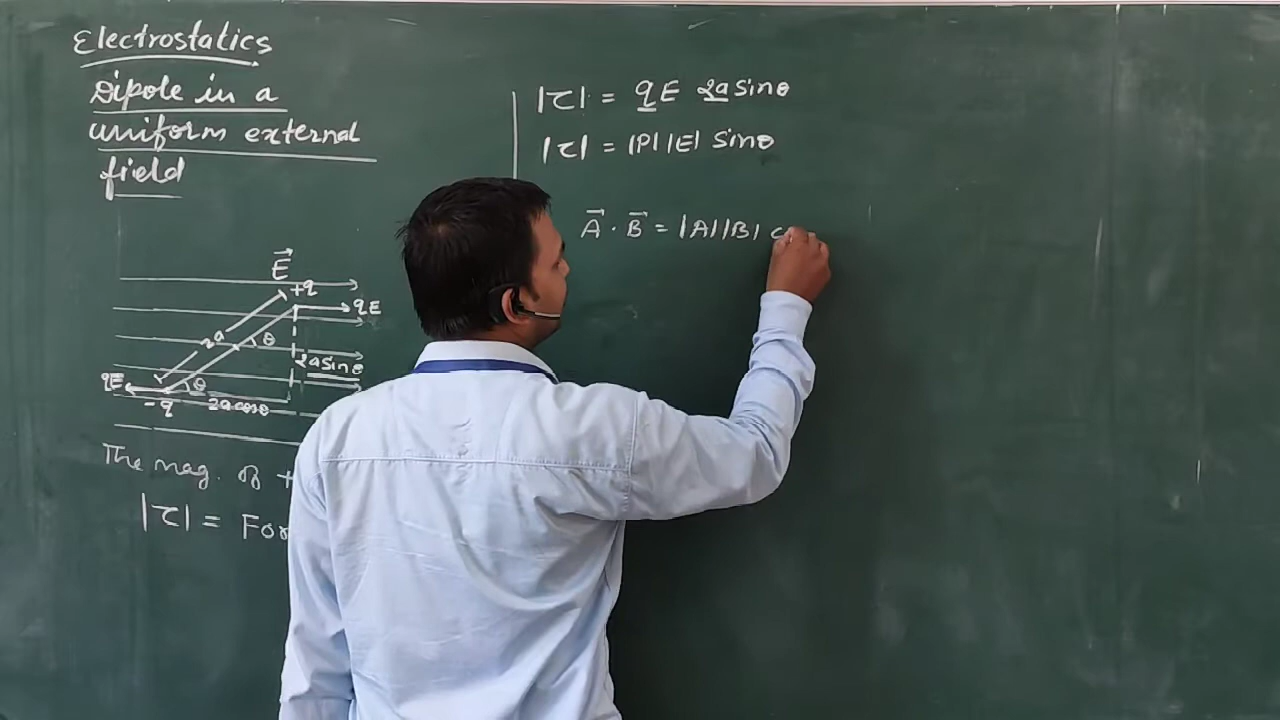 Electrostatics
Dipole in a
uniform external
field
E⃗
+q
qE
2a
θ
2a sinθ
qE
θ
-q
2a cosθ
The mag. of
|τ| = For
|τ| = qE 2a sinθ
|τ| = |P| |E| sinθ
A⃗ · B⃗ = |A| |B| c